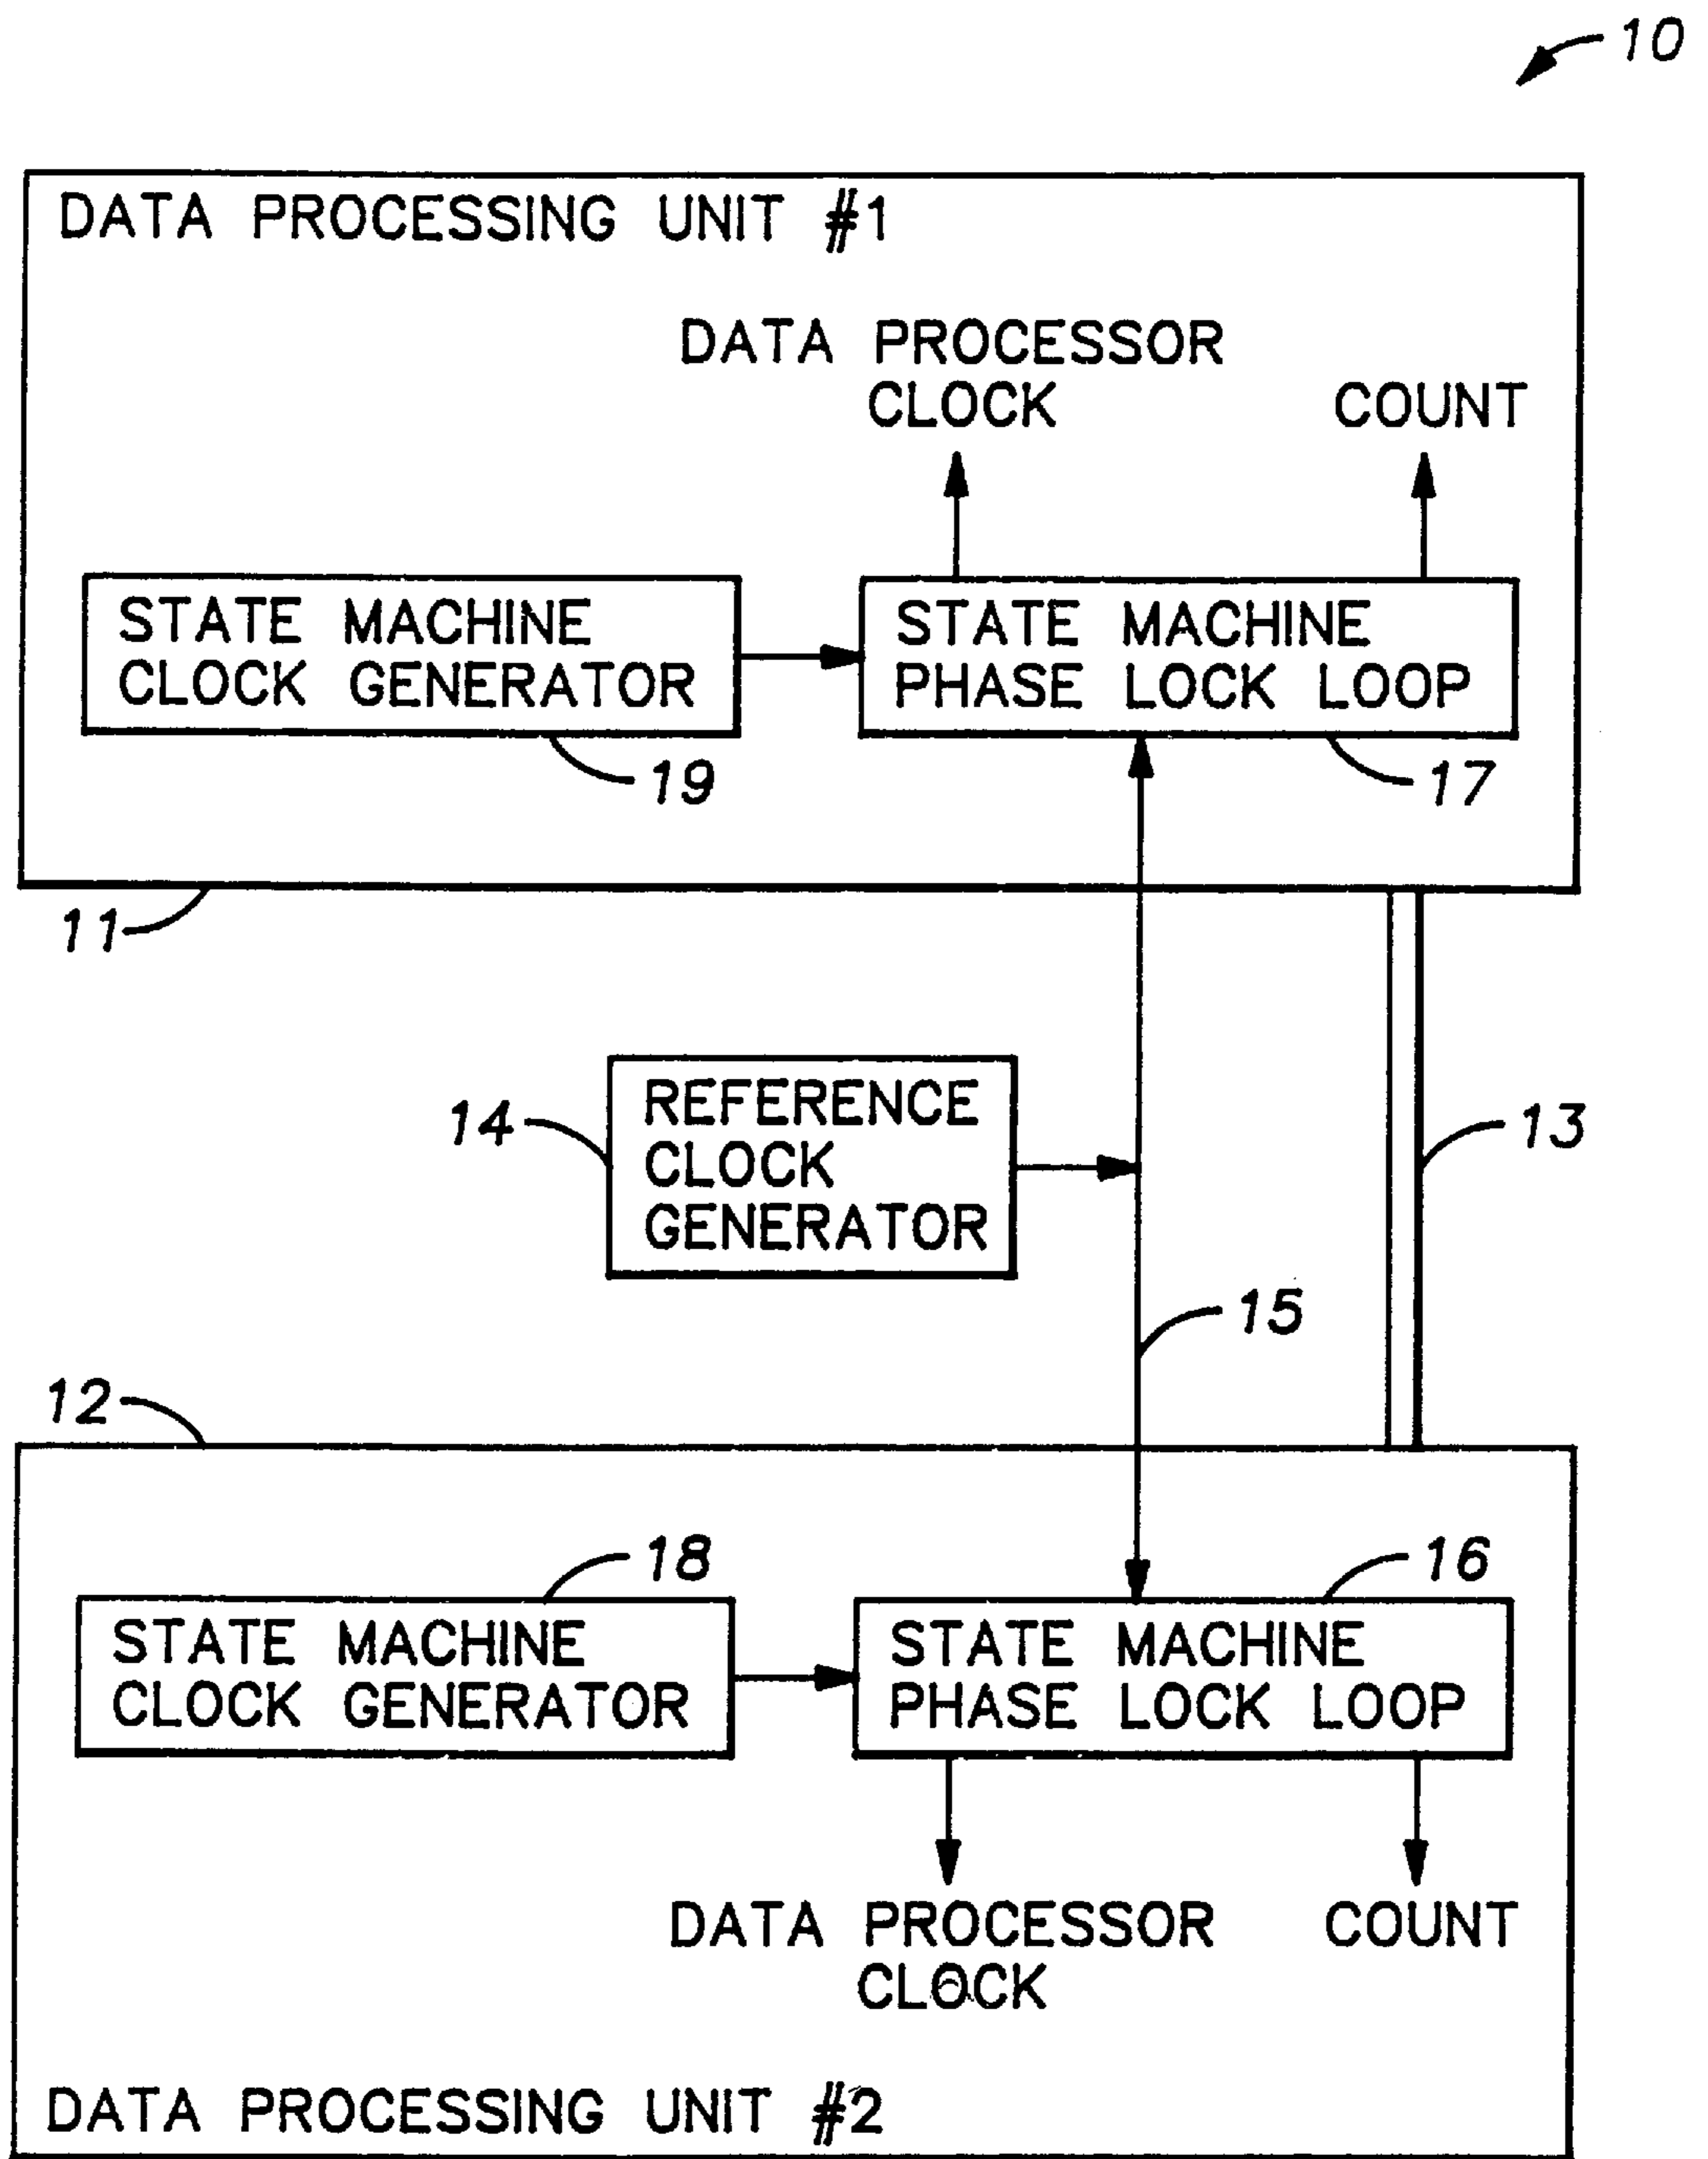 10
DATA PROCESSING UNIT #1
DATA PROCESSOR
CLOCK
COUNT
STATE MACHINE
CLOCK GENERATOR
STATE MACHINE
PHASE LOCK LOOP
19
17
11
14
REFERENCE
CLOCK
GENERATOR
13
15
12
18
16
STATE MACHINE
CLOCK GENERATOR
STATE MACHINE
PHASE LOCK LOOP
DATA PROCESSOR
CLOCK
COUNT
DATA PROCESSING UNIT #2